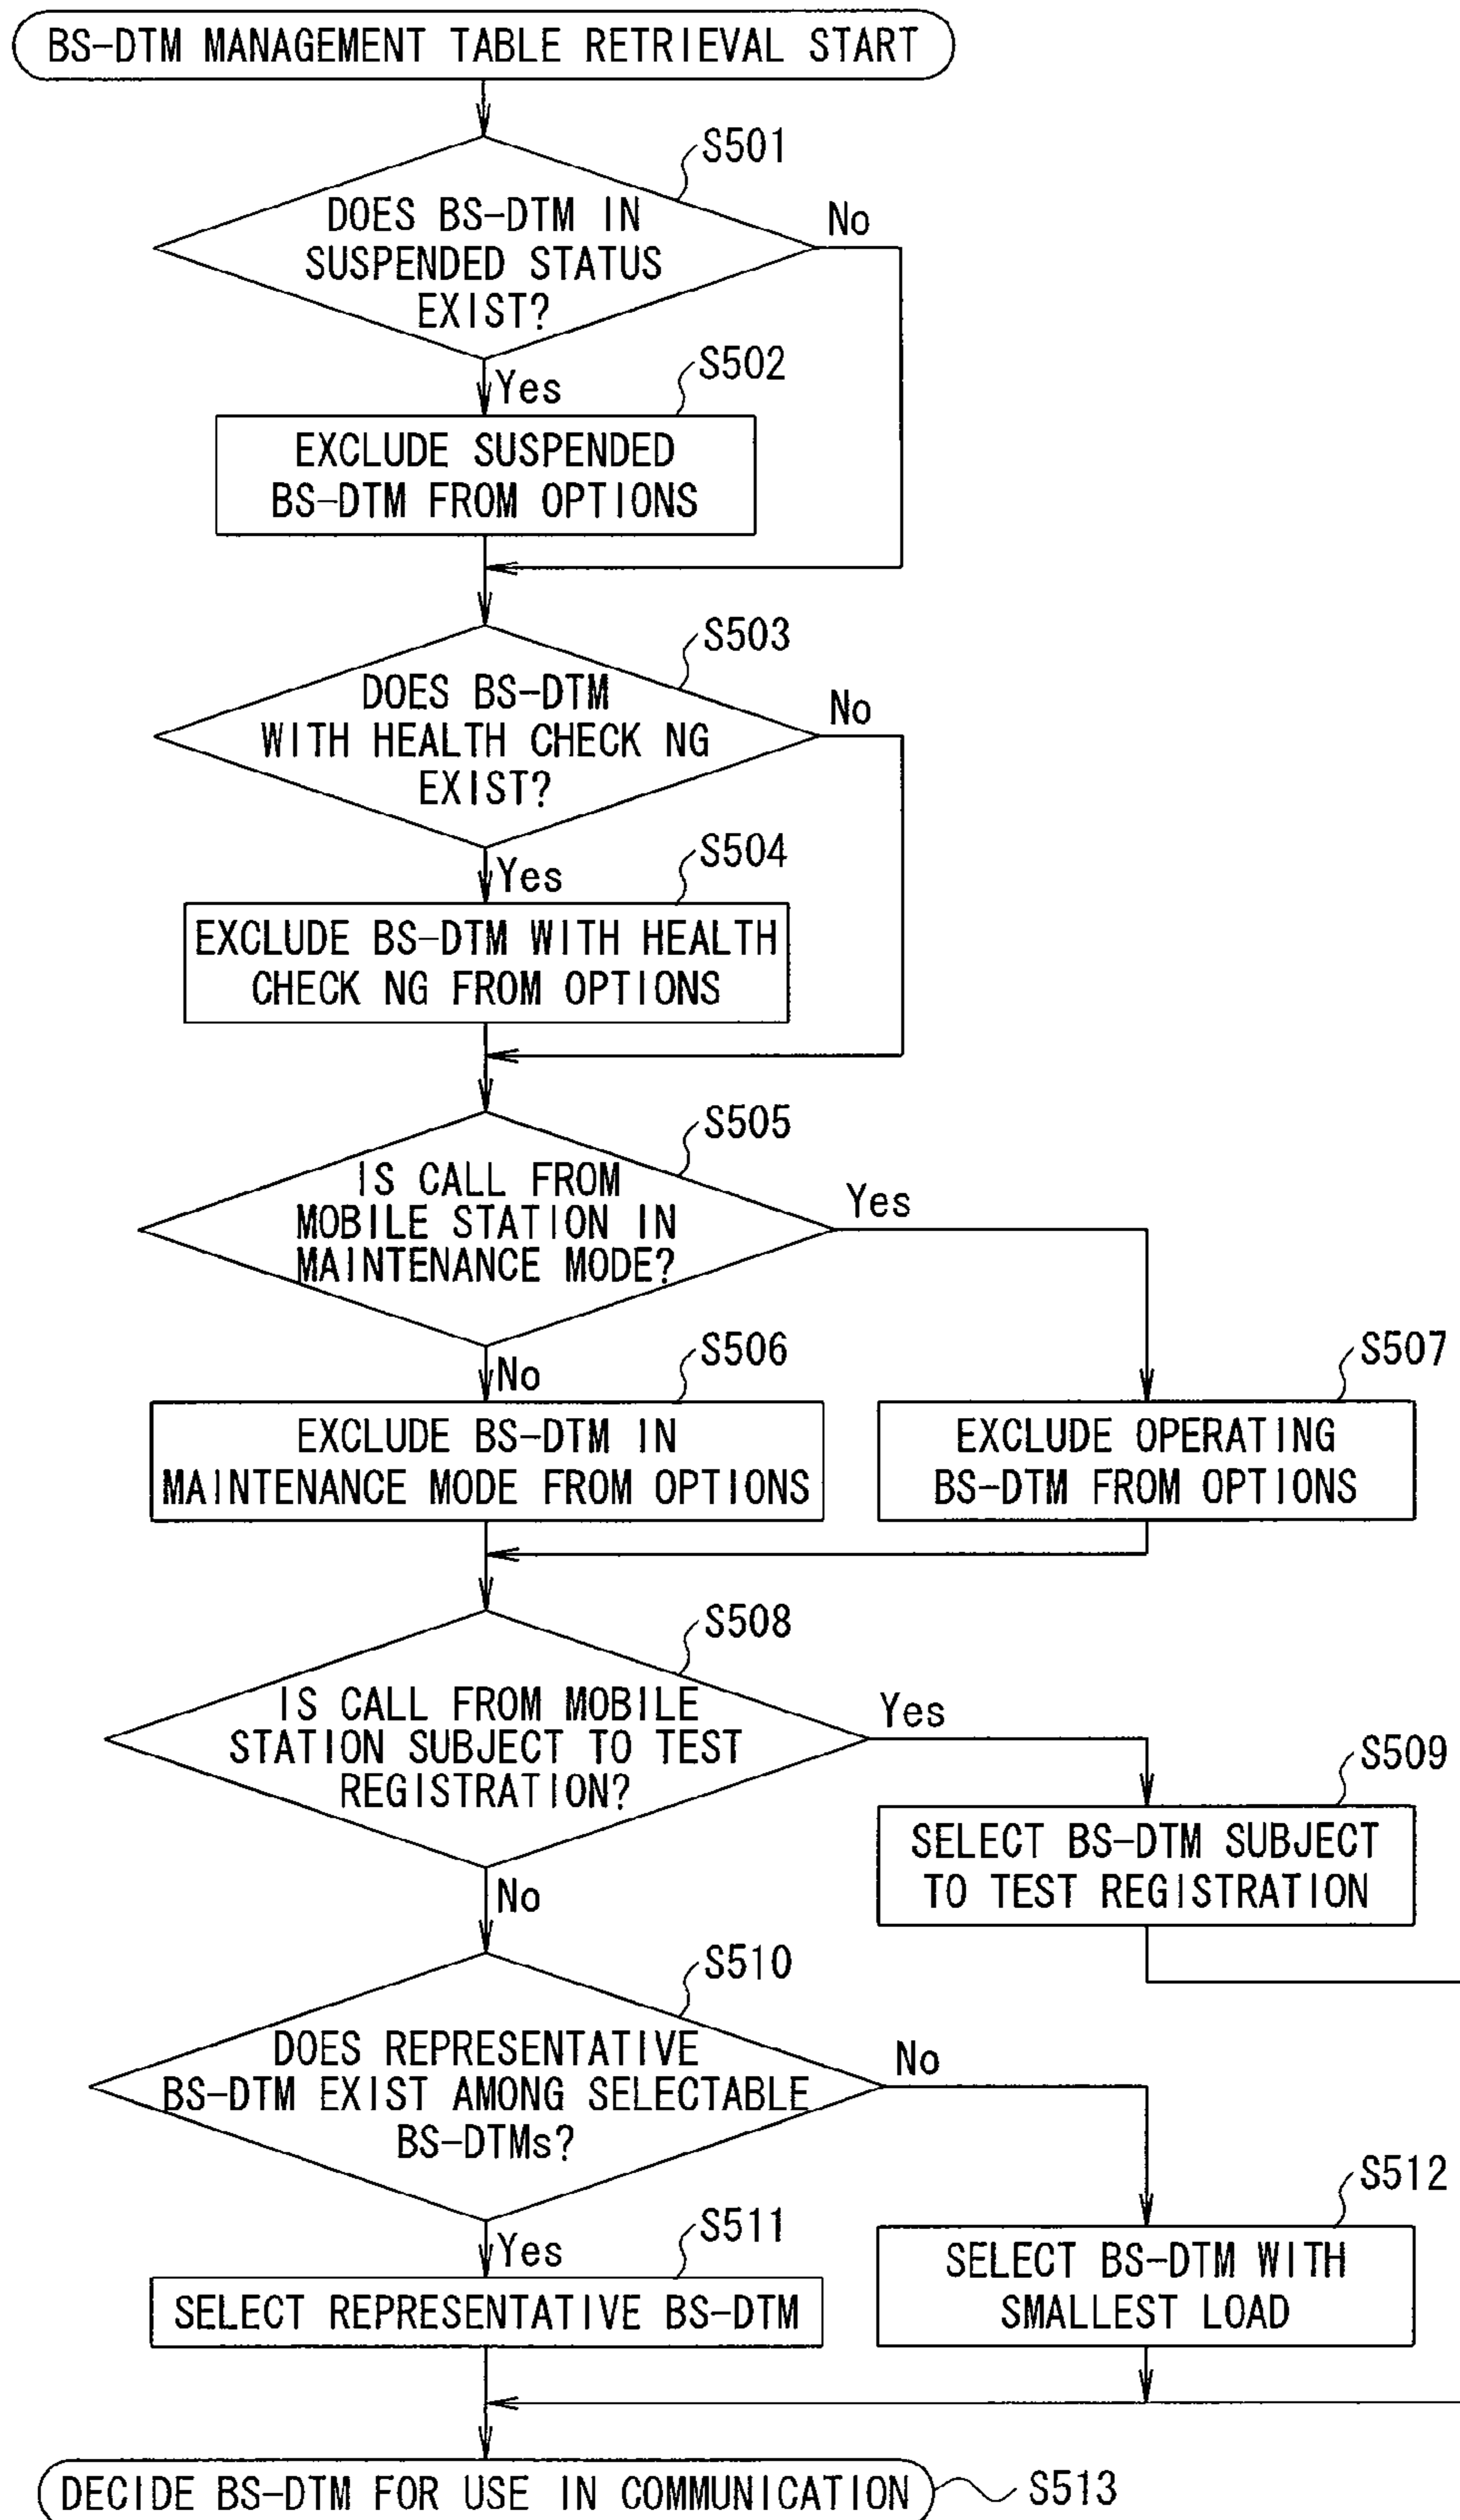 BS-DTM MANAGEMENT TABLE RETRIEVAL START
S501
DOES BS-DTM IN
SUSPENDED STATUS
EXIST?
No
Yes
S502
EXCLUDE SUSPENDED
BS-DTM FROM OPTIONS
S503
DOES BS-DTM
WITH HEALTH CHECK NG
EXIST?
No
Yes
S504
EXCLUDE BS-DTM WITH HEALTH
CHECK NG FROM OPTIONS
S505
IS CALL FROM
MOBILE STATION IN
MAINTENANCE MODE?
Yes
No
S506
EXCLUDE BS-DTM IN
MAINTENANCE MODE FROM OPTIONS
S507
EXCLUDE OPERATING
BS-DTM FROM OPTIONS
S508
IS CALL FROM MOBILE
STATION SUBJECT TO TEST
REGISTRATION?
Yes
No
S509
SELECT BS-DTM SUBJECT
TO TEST REGISTRATION
S510
DOES REPRESENTATIVE
BS-DTM EXIST AMONG SELECTABLE
BS-DTMs?
No
Yes
S511
SELECT REPRESENTATIVE BS-DTM
S512
SELECT BS-DTM WITH
SMALLEST LOAD
DECIDE BS-DTM FOR USE IN COMMUNICATION
S513